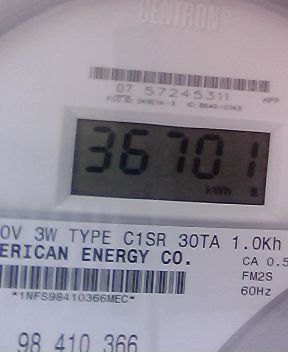 CENTRON®
07 57245311
36701
kWh
0V 3W TYPE C1SR 30TA 1.0Kh
ERICAN ENERGY CO.
CA 0.5
FM2S
*1NFS98410366MEC*
60Hz
98 410 366